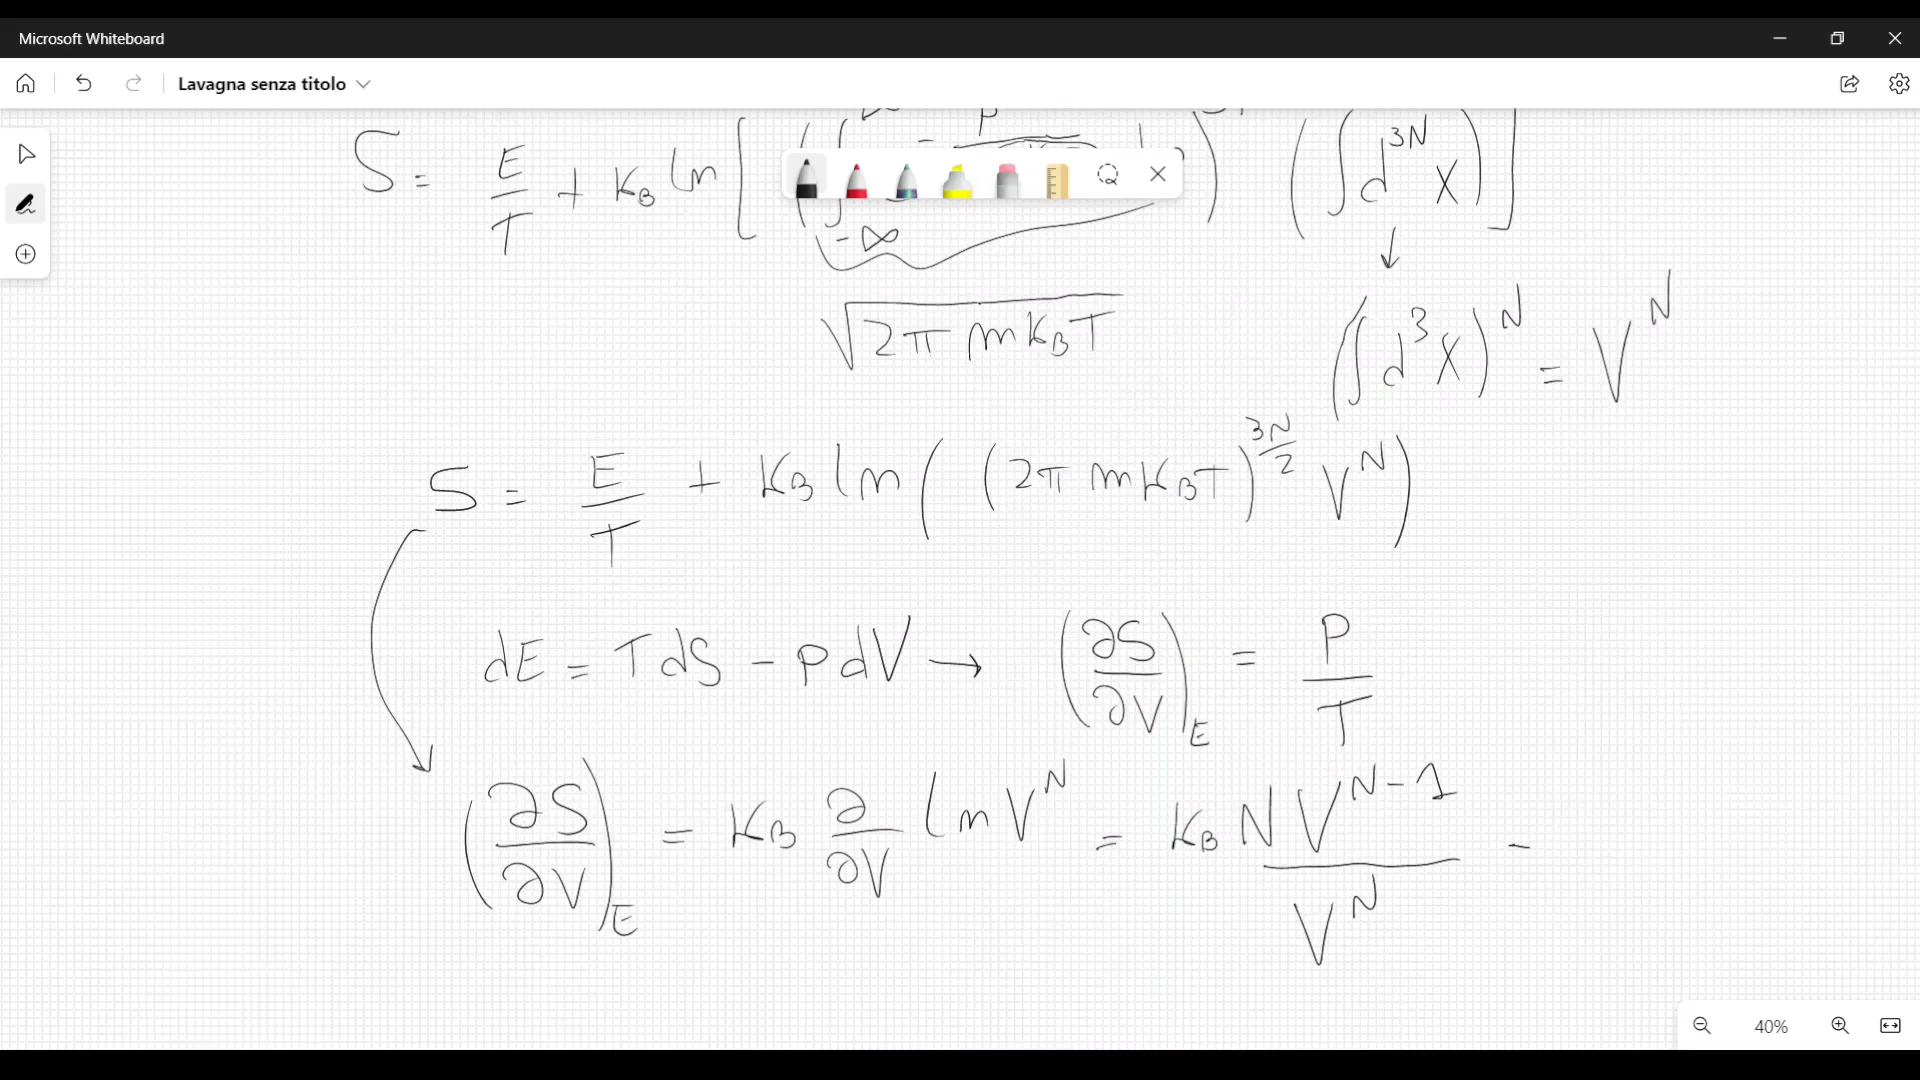 Microsoft Whiteboard
Lavagna senza titolo
S = E/T + K_B ln [ ( ∫_{-∞} ) ( ∫ d^{3N} x ) ]
√(2π m K_B T)
( ∫ d^3 x )^N = V^N
S = E/T + K_B ln ( (2π m K_B T)^{3N/2} V^N )
dE = T dS - P dV → (∂S/∂V)_E = P/T
(∂S/∂V)_E = K_B ∂/∂V ln V^N = K_B N V^{N-1} / V^N -
40%